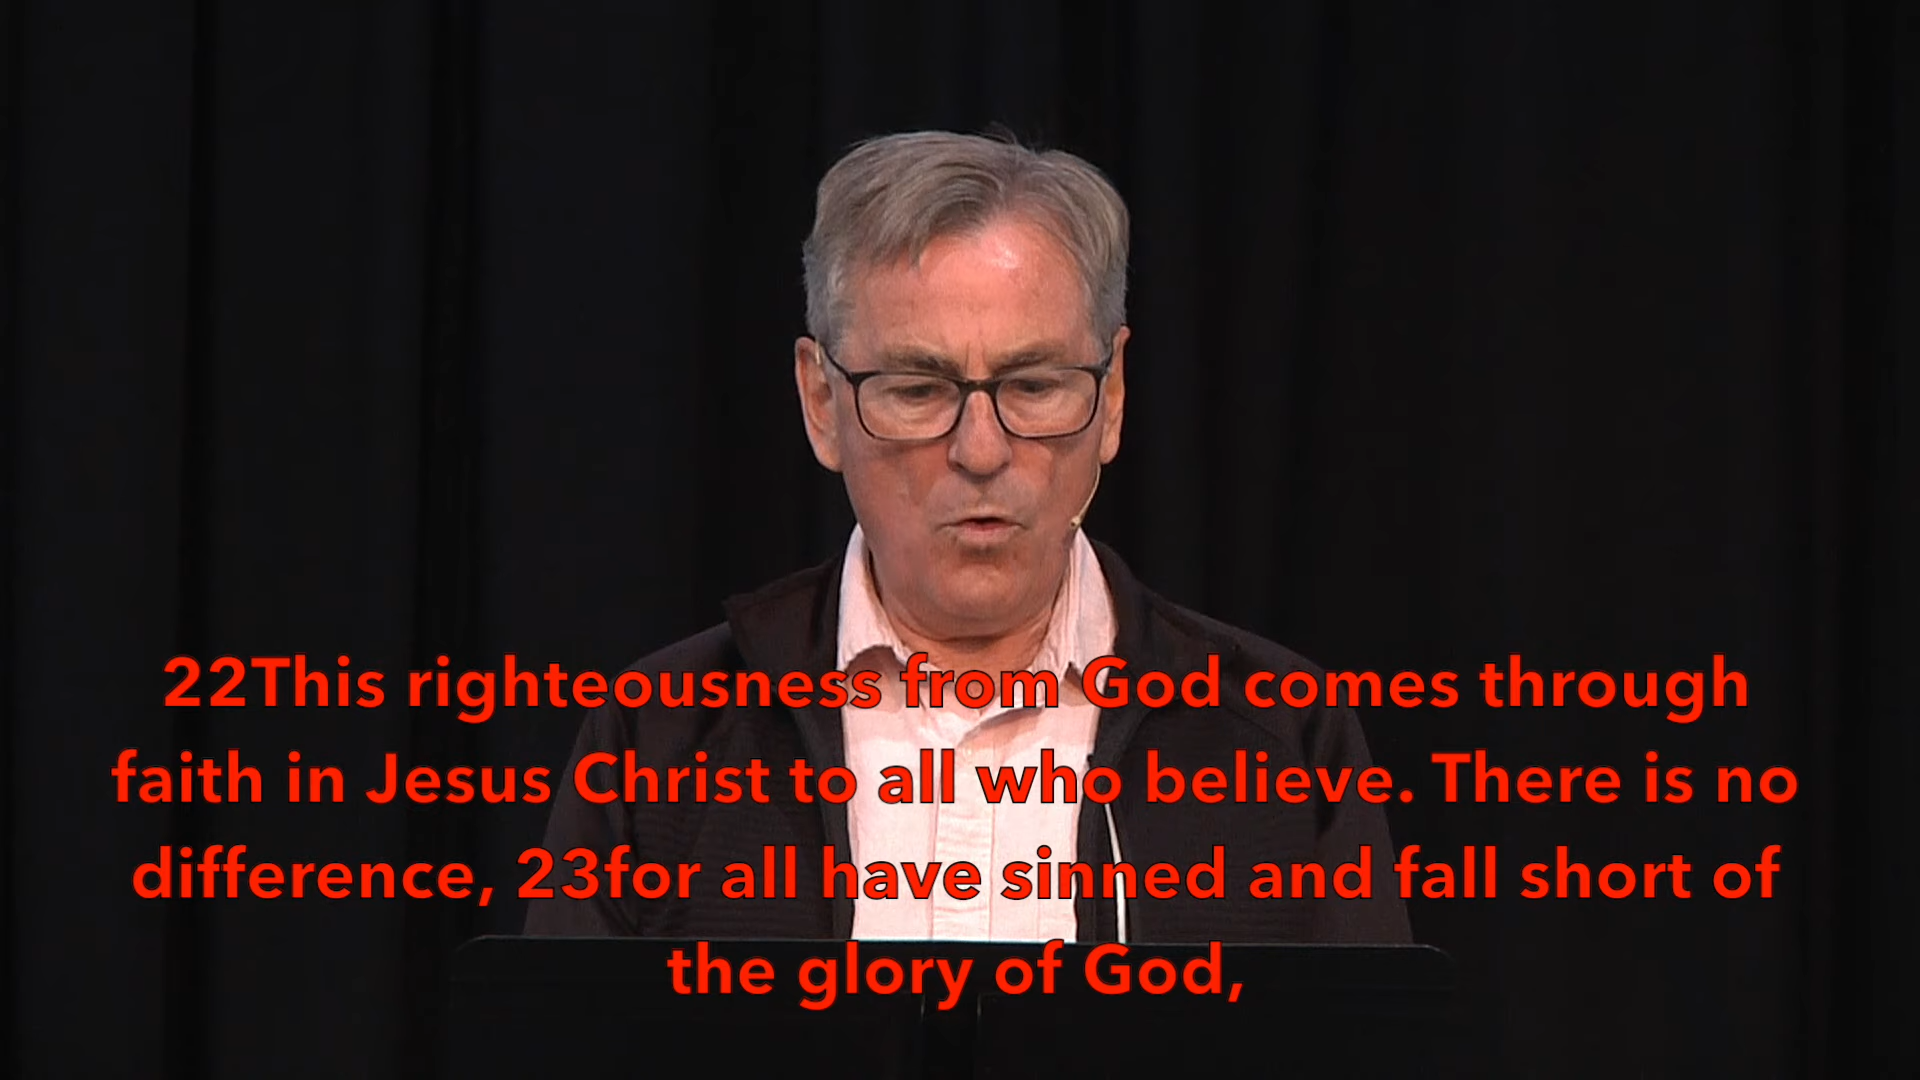 22This righteousness from God comes through
faith in Jesus Christ to all who believe. There is no
difference, 23for all have sinned and fall short of
the glory of God,